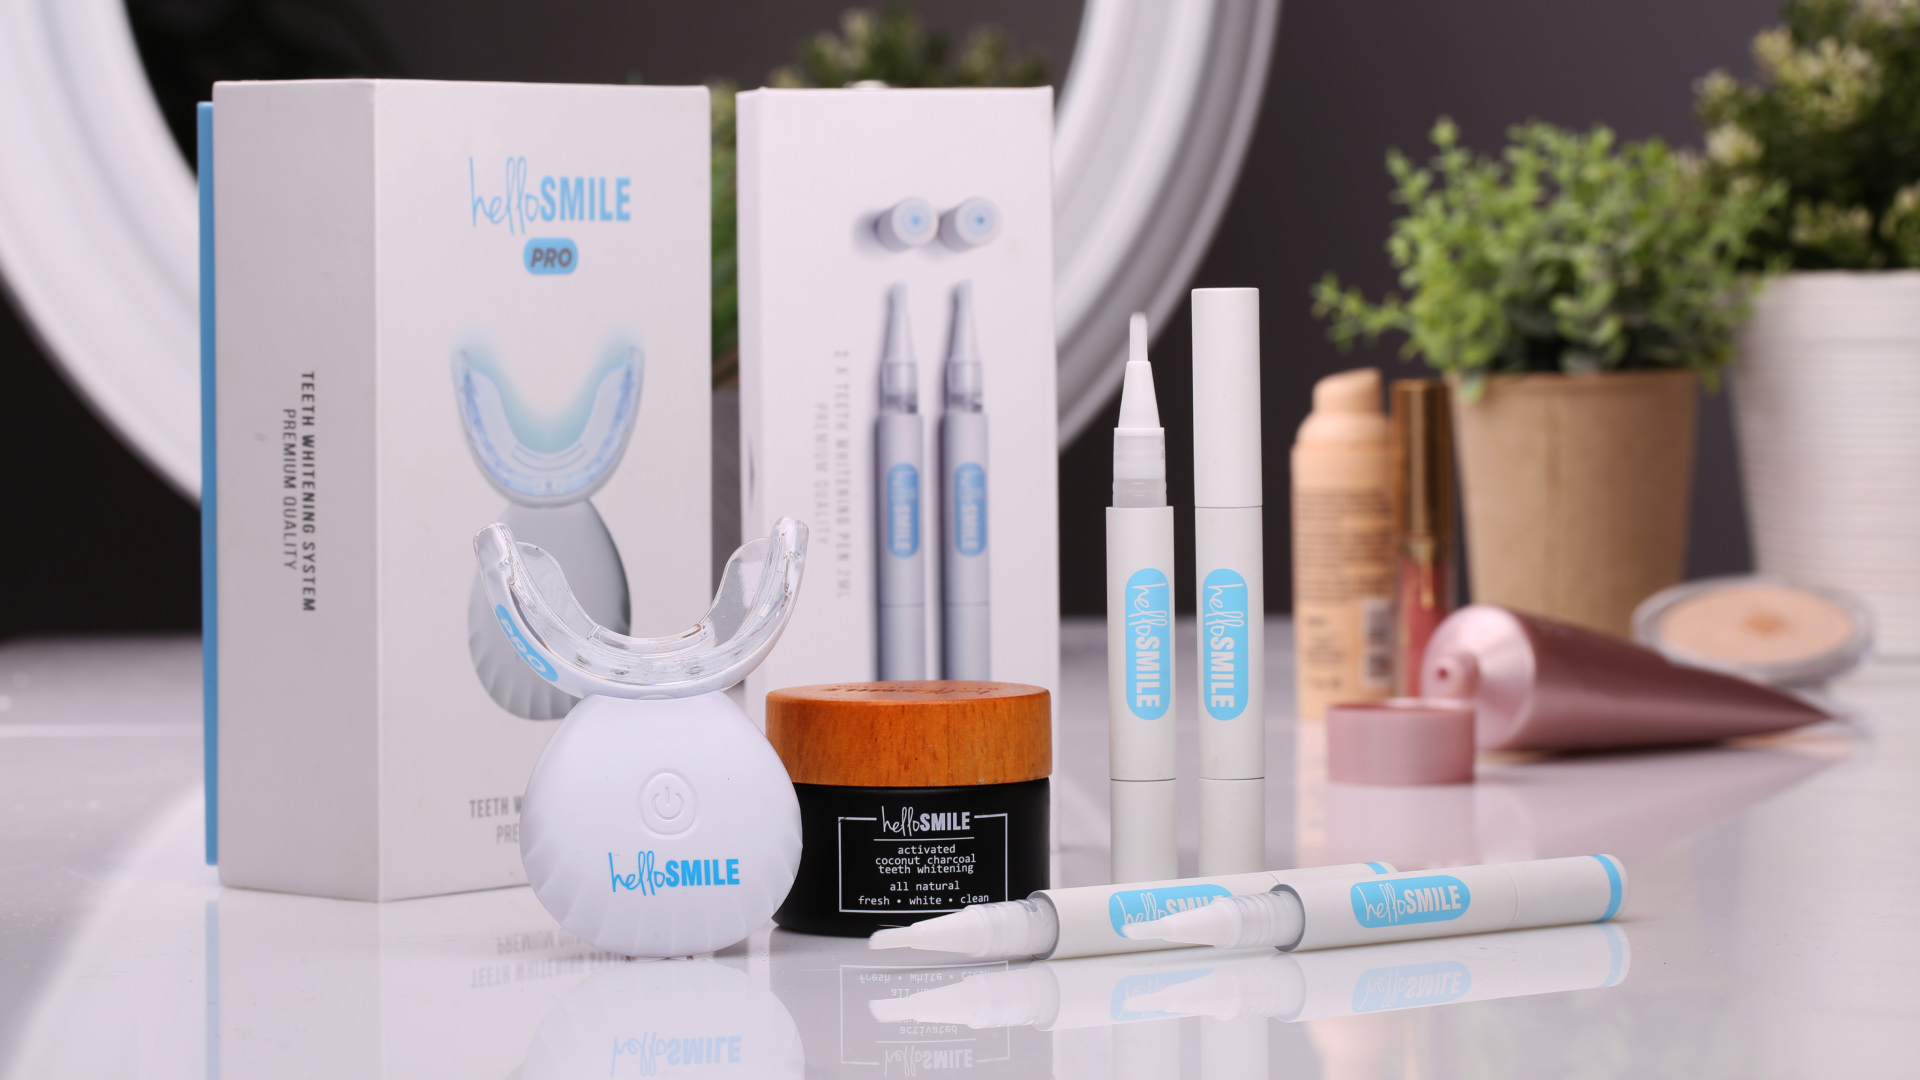 helloSMILE
PRO
TEETH WHITENING SYSTEM
PREMIUM QUALITY
TEETH W
PRE
2 X TEETH WHITENING PEN 2ML
PREMIUM QUALITY
helloSMILE
helloSMILE
PRO
helloSMILE
helloSMILE
activated
coconut charcoal
teeth whitening
all natural
fresh • white • clean
helloSMILE
helloSMILE
helloSMILE
helloSMILE